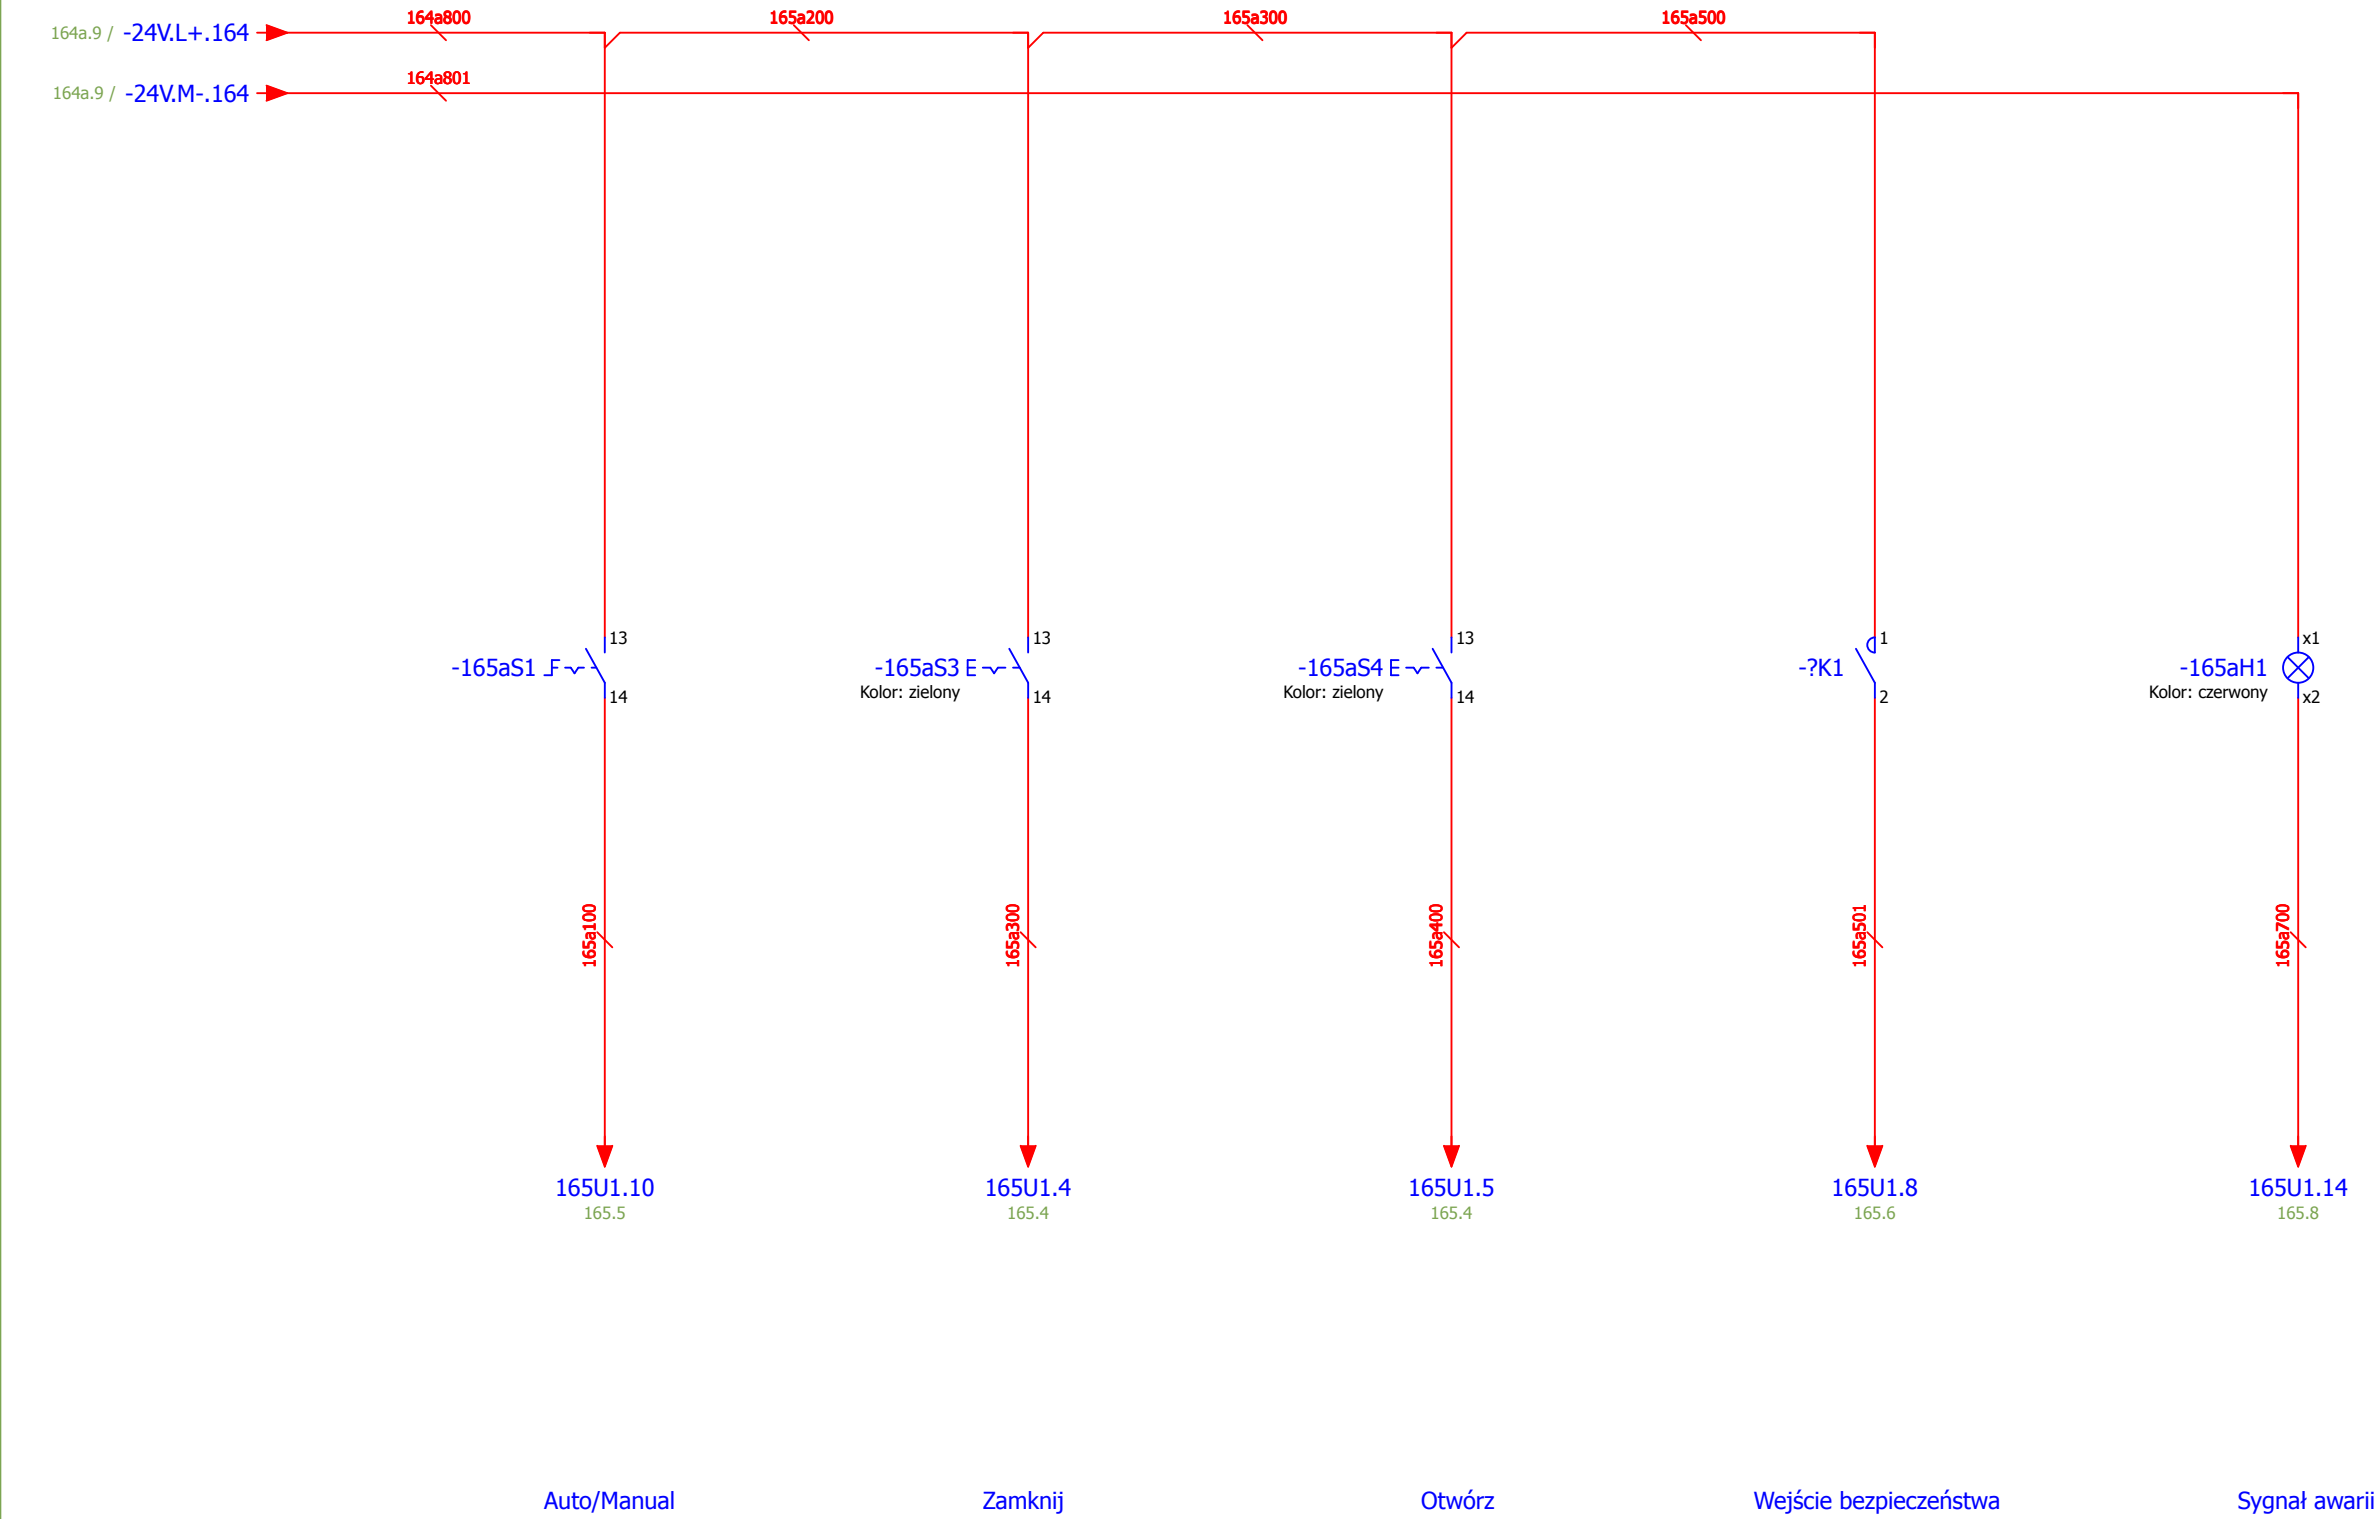 164a800 165a200 165a300 165a500
164a.9 / -24V.L+.164
164a801
164a.9 / -24V.M-.164
13 13 13 1 x1
-165aS1 -165aS3 -165aS4 -?K1 -165aH1
Kolor: zielony Kolor: zielony Kolor: czerwony
14 14 14 2 x2
165a100 165a300 165a400 165a501 165a700
165U1.10 165U1.4 165U1.5 165U1.8 165U1.14
165.5 165.4 165.4 165.6 165.8
Auto/Manual Zamknij Otwórz Wejście bezpieczeństwa Sygnał awarii